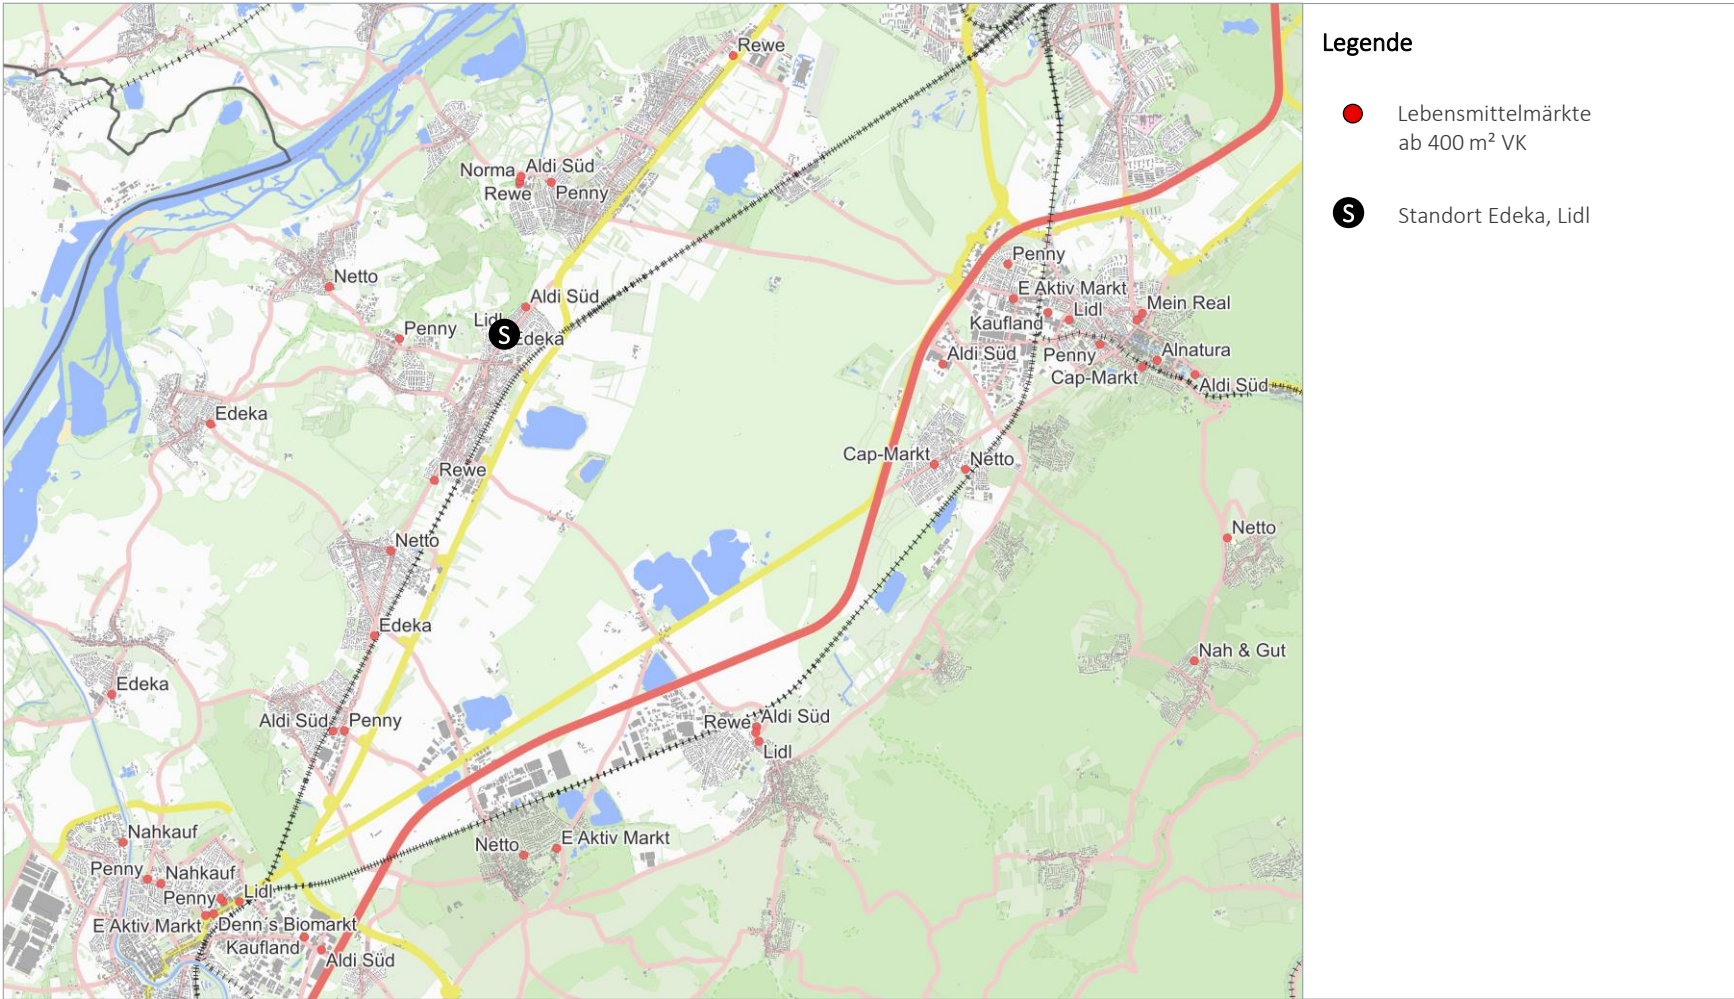 Legende
Lebensmittelmärkte
ab 400 m² VK
S
Standort Edeka, Lidl
Rewe
Norma
Aldi Süd
Rewe
Penny
Netto
Aldi Süd
Lidl
S
Edeka
Penny
Edeka
Rewe
Netto
Edeka
Edeka
Aldi Süd
Penny
Penny
E Aktiv Markt
Mein Real
Kaufland
Lidl
Aldi Süd
Penny
Alnatura
Cap-Markt
Aldi Süd
Cap-Markt
Netto
Netto
Nah & Gut
Rewe
Aldi Süd
Lidl
Netto
E Aktiv Markt
Nahkauf
Penny
Nahkauf
Penny
Lidl
E Aktiv Markt
Denn´s Biomarkt
Kaufland
Aldi Süd